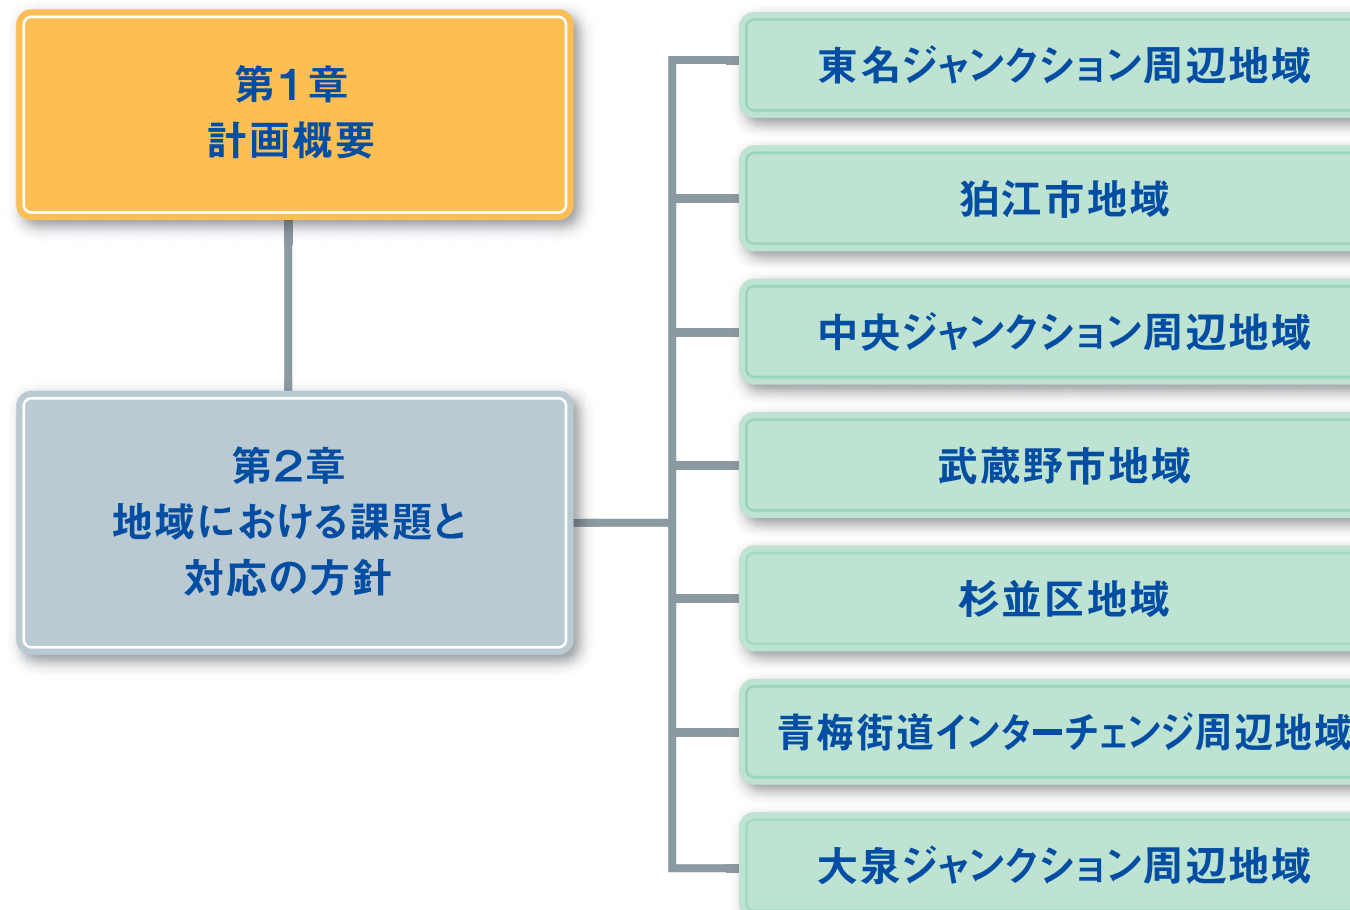 第1章
計画概要
第2章
地域における課題と
対応の方針
東名ジャンクション周辺地域
狛江市地域
中央ジャンクション周辺地域
武蔵野市地域
杉並区地域
青梅街道インターチェンジ周辺地域
大泉ジャンクション周辺地域